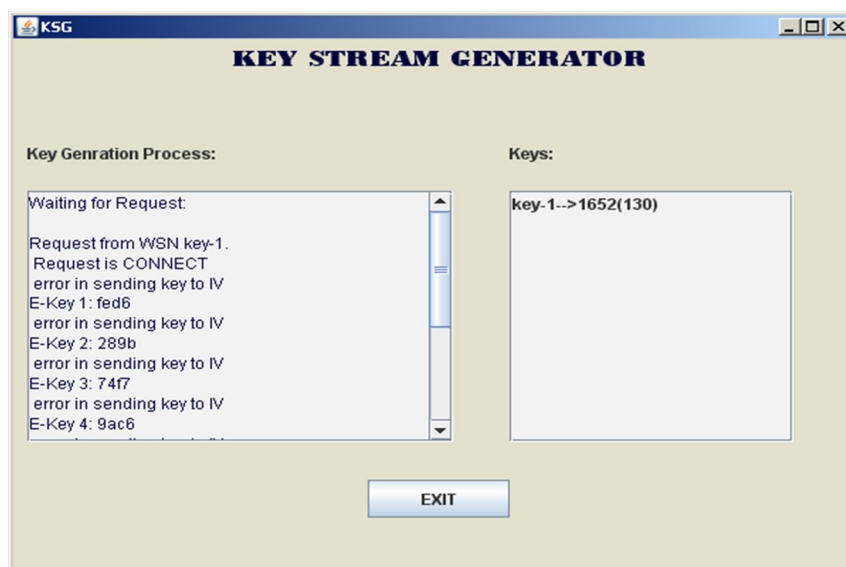 KSG
KEY STREAM GENERATOR
Key Genration Process:
Keys:
Waiting for Request:
Request from WSN key-1.
Request is CONNECT
error in sending key to IV
E-Key 1: fed6
error in sending key to IV
E-Key 2: 289b
error in sending key to IV
E-Key 3: 74f7
error in sending key to IV
E-Key 4: 9ac6
key-1-->1652(130)
EXIT